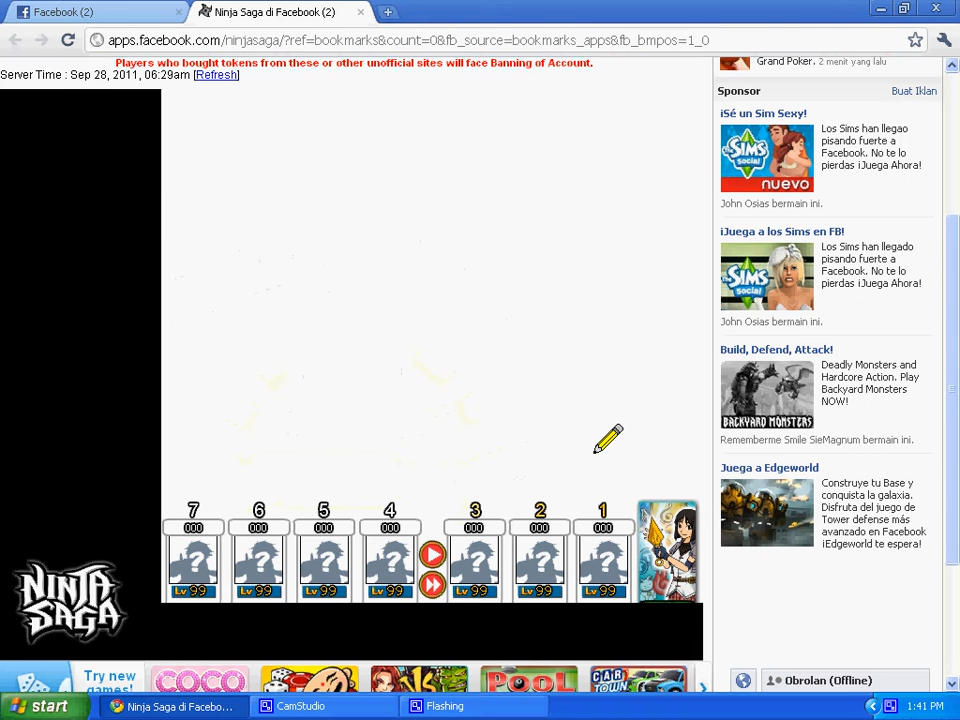 Facebook (2)
Ninja Saga di Facebook (2)
apps.facebook.com/ninjasaga/?ref=bookmarks&count=0&fb_source=bookmarks_apps&fb_bmpos=1_0
Players who bought tokens from these or other unofficial sites will face Banning of Account.
Server Time : Sep 28, 2011, 06:29am [Refresh]
Grand Poker. 2 menit yang lalu
Sponsor
Buat Iklan
¡Sé un Sim Sexy!
Los Sims han llegao
pisando fuerte a
Facebook. No te lo
pierdas ¡Juega Ahora!
The Sims Social
nuevo
John Osias bermain ini.
¡Juega a los Sims en FB!
Los Sims han llegado
pisando fuerte a
Facebook. No te lo
pierdas ¡Juega Ahora!
The Sims Social
John Osias bermain ini.
Build, Defend, Attack!
Deadly Monsters and
Hardcore Action. Play
Backyard Monsters
NOW!
BACKYARD MONSTERS
Rememberme Smile SieMagnum bermain ini.
Juega a Edgeworld
Construye tu Base y
conquista la galaxia.
Disfruta del juego de
Tower defense más
avanzado en Facebook
¡Edgeworld te espera!
7 6 5 4 3 2 1
000 000 000 000 000 000 000
? ? ? ? ? ? ?
Lv 99 Lv 99 Lv 99 Lv 99 Lv 99 Lv 99 Lv 99
NINJA
SAGA
Try new
games!
COCO
POOL
CAR
TOWN
Obrolan (Offline)
start
Ninja Saga di Facebo...
CamStudio
Flashing
1:41 PM